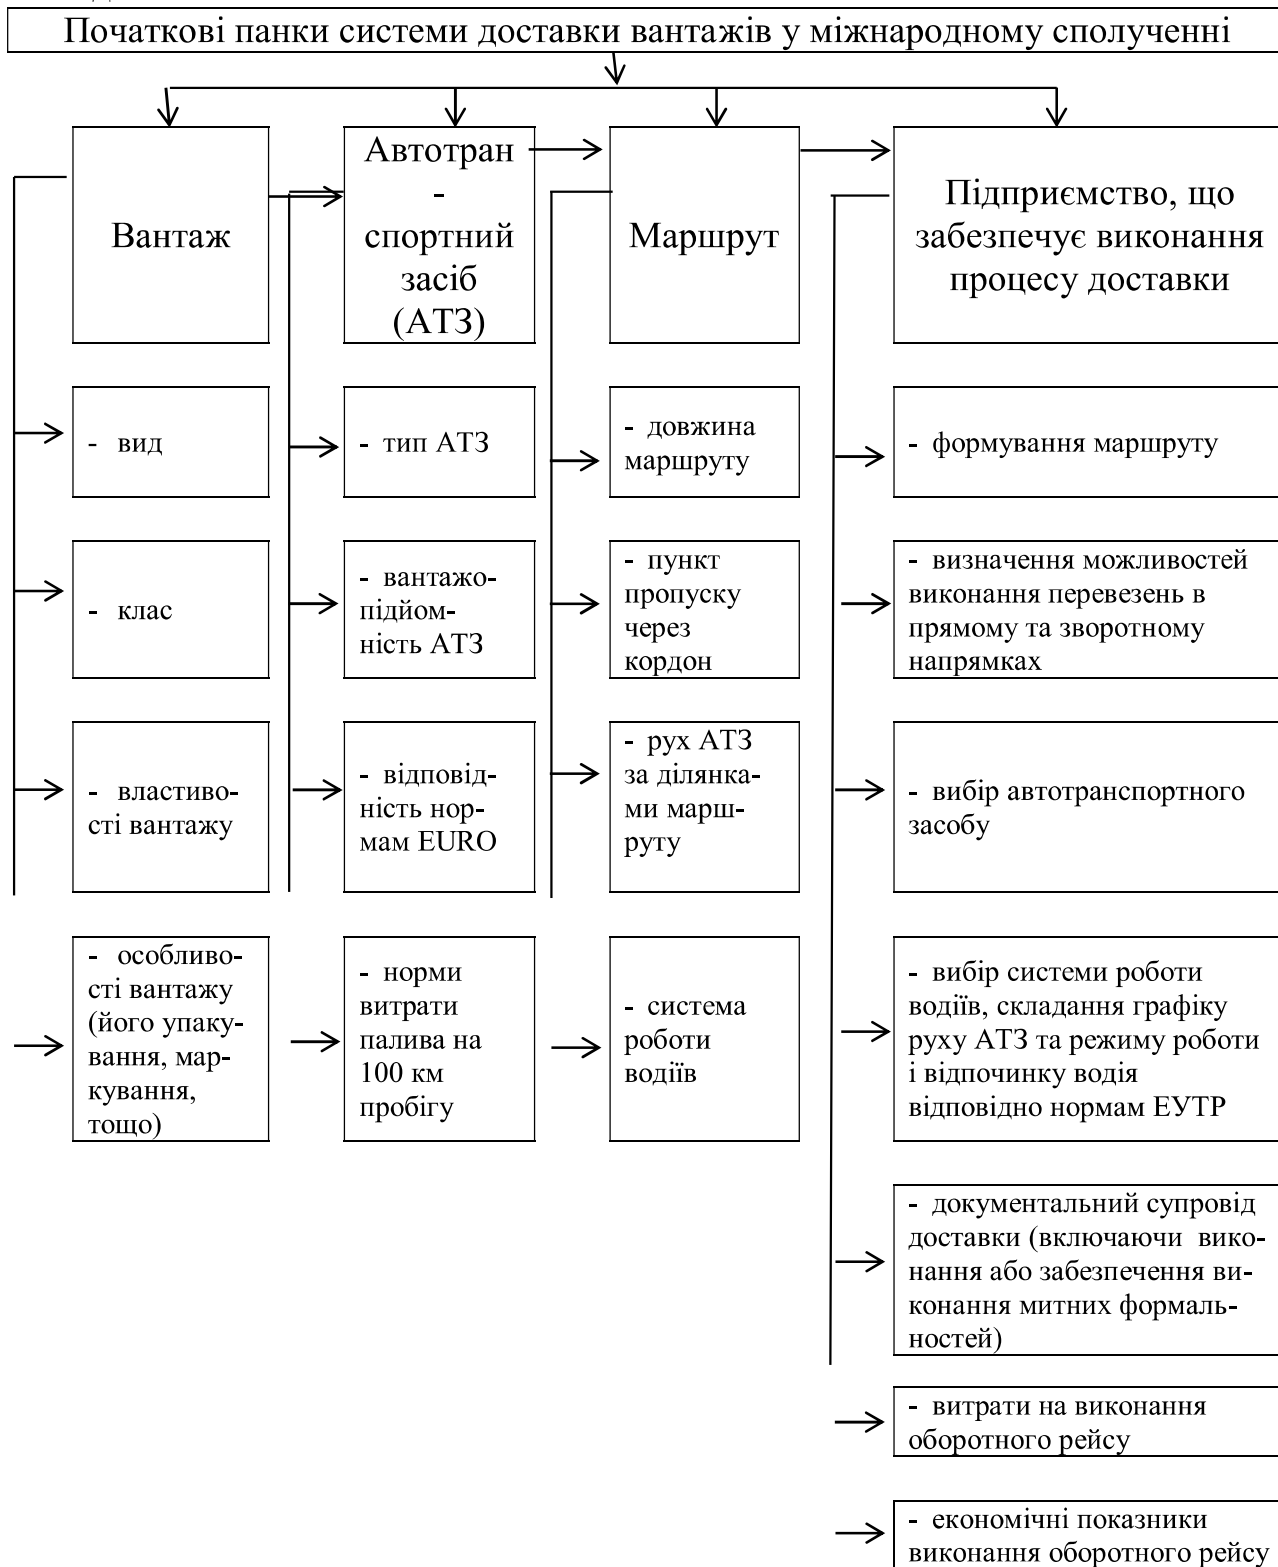 Початкові панки системи доставки вантажів у міжнародному сполученні
Вантаж
Автотран
-
спортний
засіб
(АТЗ)
Маршрут
Підприємство, що
забезпечує виконання
процесу доставки
- вид
- тип АТЗ
- довжина
маршруту
- формування маршруту
- клас
- вантажо-
підйом-
ність АТЗ
- пункт
пропуску
через
кордон
- визначення можливостей
виконання перевезень в
прямому та зворотному
напрямках
- властиво-
сті вантажу
- відповід-
ність нор-
мам EURO
- рух АТЗ
за ділянка-
ми марш-
руту
- вибір автотранспортного
засобу
- особливо-
сті вантажу
(його упаку-
вання, мар-
кування,
тощо)
- норми
витрати
палива на
100 км
пробігу
- система
роботи
водіїв
- вибір системи роботи
водіїв, складання графіку
руху АТЗ та режиму роботи
і відпочинку водія
відповідно нормам ЕУТР
- документальний супровід
доставки (включаючи вико-
нання або забезпечення ви-
конання митних формаль-
ностей)
- витрати на виконання
оборотного рейсу
- економічні показники
виконання оборотного рейсу